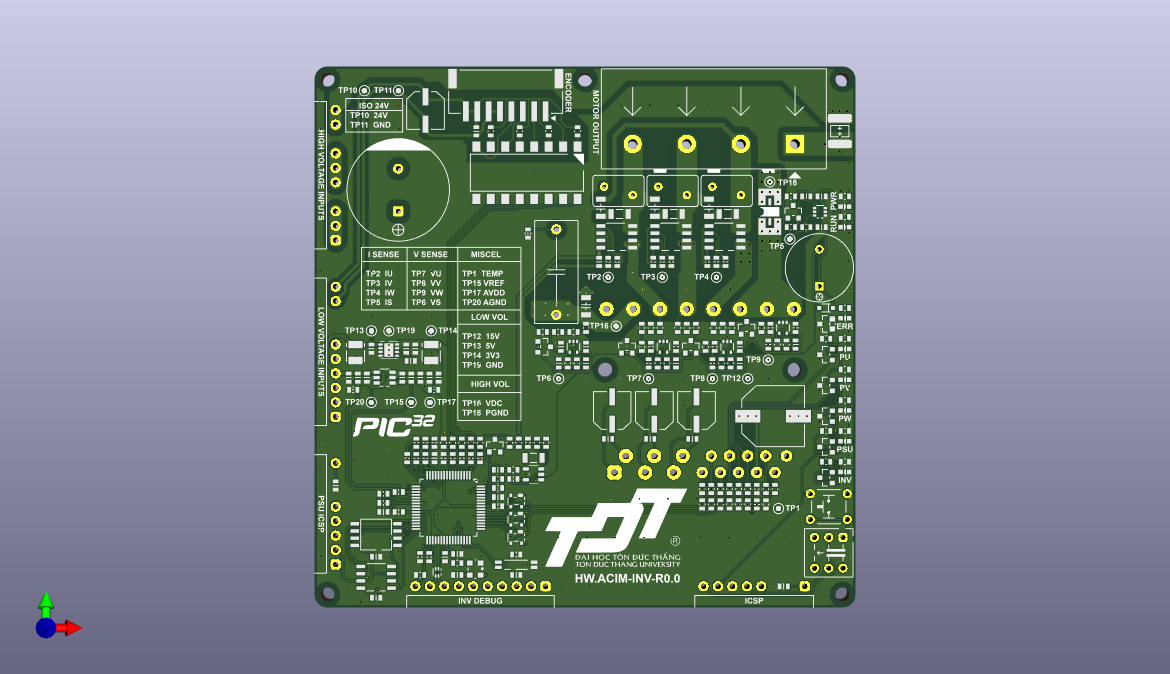 TP10 TP11
ISO 24V
TP10 24V
TP11 GND
ENCODER
MOTOR OUTPUT
HIGH VOLTAGE INPUTS
TP18
RUN PWR
TP5
I SENSE V SENSE MISCEL
TP2 IU TP7 VU TP1 TEMP
TP3 IV TP8 VV TP15 VREF
TP4 IW TP9 VW TP17 AVDD
TP5 IS TP6 VS TP20 AGND
LOW VOL
TP12 15V
TP13 5V
TP14 3V3
TP19 GND
HIGH VOL
TP16 VDC
TP18 PGND
TP2 TP3 TP4
LOW VOLTAGE INPUTS
TP13 TP19 TP14
TP16
ERR
TP9
PU
TP6 TP7 TP8 TP12
PV
TP20 TP15 TP17
PIC32
PW
PSU
INV
PSU ICSP
TP1
TDT
®
ĐẠI HỌC TÔN ĐỨC THẮNG
TON DUC THANG UNIVERSITY
HW.ACIM-INV-R0.0
INV DEBUG
ICSP